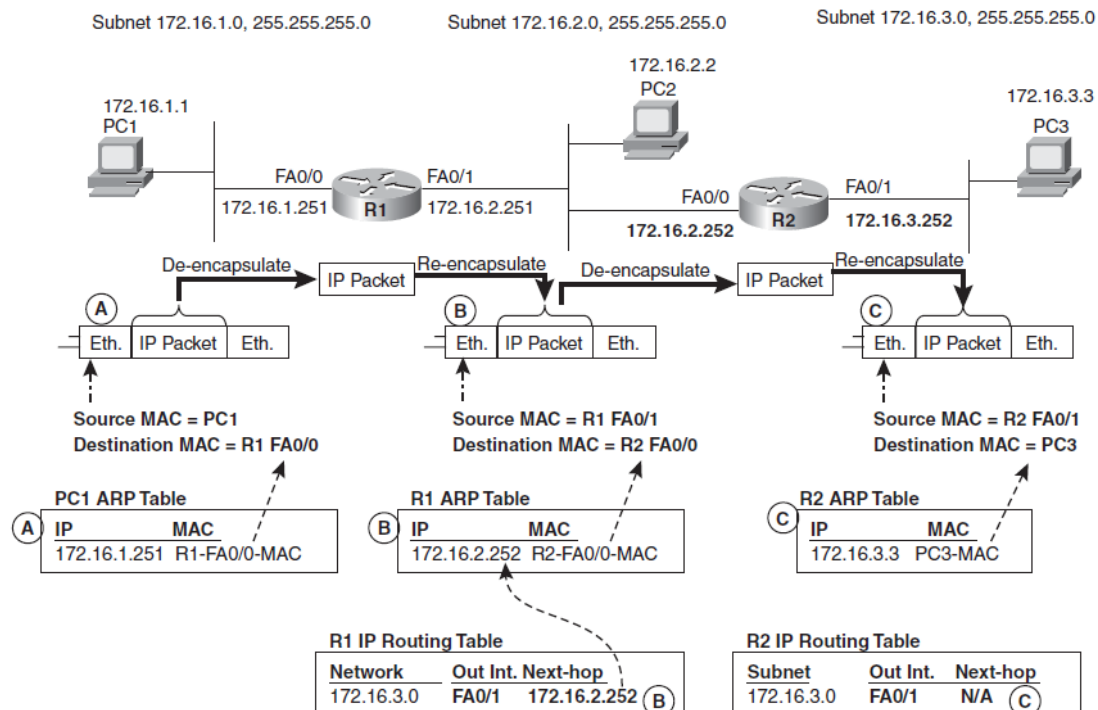 Subnet 172.16.1.0, 255.255.255.0
Subnet 172.16.2.0, 255.255.255.0
Subnet 172.16.3.0, 255.255.255.0
172.16.1.1
PC1
172.16.2.2
PC2
172.16.3.3
PC3
FA0/0
172.16.1.251
R1
FA0/1
172.16.2.251
FA0/0
172.16.2.252
R2
FA0/1
172.16.3.252
De-encapsulate
IP Packet
Re-encapsulate
De-encapsulate
IP Packet
Re-encapsulate
A
Eth. IP Packet Eth.
B
Eth. IP Packet Eth.
C
Eth. IP Packet Eth.
Source MAC = PC1
Destination MAC = R1 FA0/0
Source MAC = R1 FA0/1
Destination MAC = R2 FA0/0
Source MAC = R2 FA0/1
Destination MAC = PC3
PC1 ARP Table
A
IP MAC
172.16.1.251 R1-FA0/0-MAC
R1 ARP Table
B
IP MAC
172.16.2.252 R2-FA0/0-MAC
R2 ARP Table
C
IP MAC
172.16.3.3 PC3-MAC
R1 IP Routing Table
Network Out Int. Next-hop
172.16.3.0 FA0/1 172.16.2.252 B
R2 IP Routing Table
Subnet Out Int. Next-hop
172.16.3.0 FA0/1 N/A C